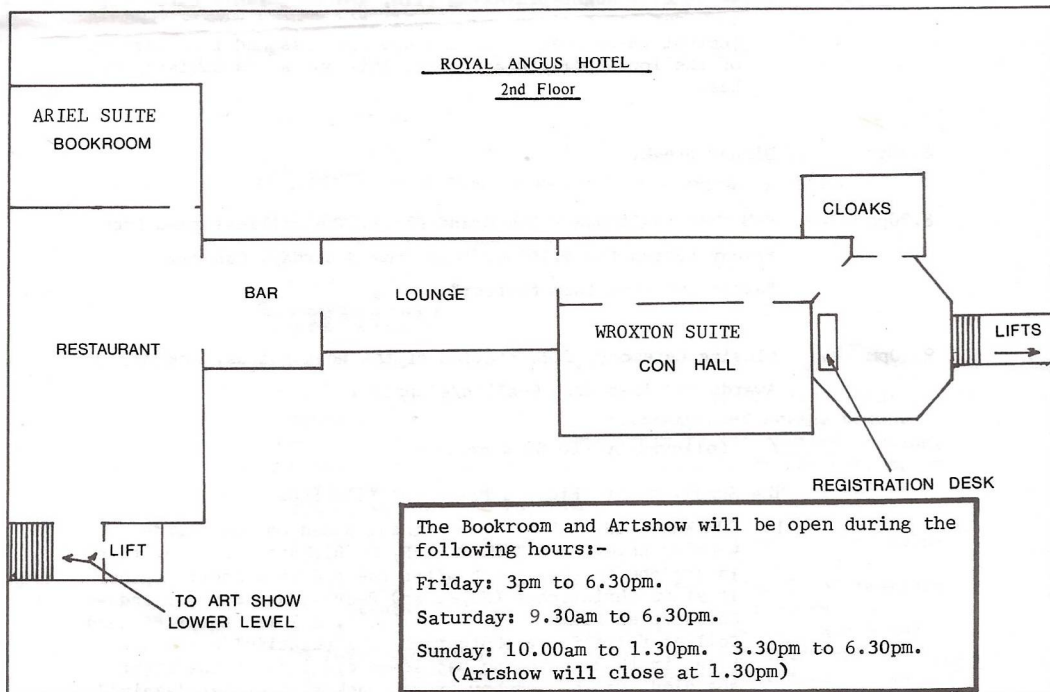 ROYAL ANGUS HOTEL
2nd Floor
ARIEL SUITE
BOOKROOM
CLOAKS
BAR
LOUNGE
RESTAURANT
WROXTON SUITE
CON HALL
LIFTS
REGISTRATION DESK
LIFT
TO ART SHOW
LOWER LEVEL
The Bookroom and Artshow will be open during the
following hours:-
Friday: 3pm to 6.30pm.
Saturday: 9.30am to 6.30pm.
Sunday: 10.00am to 1.30pm. 3.30pm to 6.30pm.
(Artshow will close at 1.30pm)